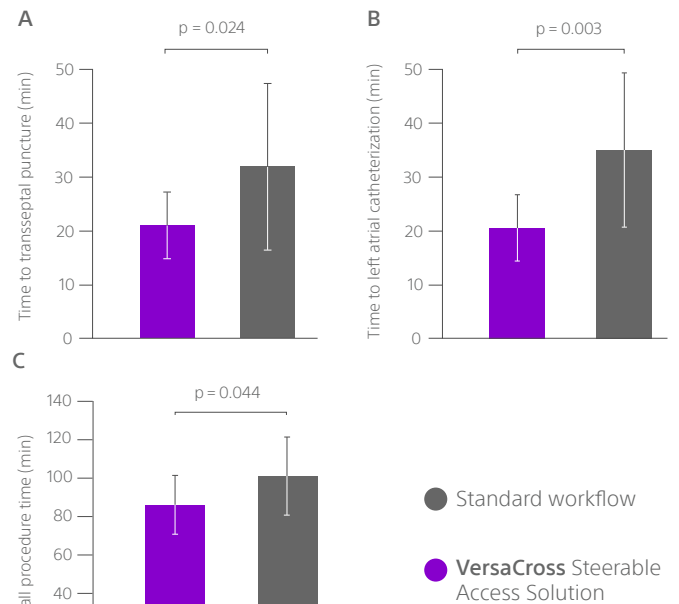 A
p = 0.024
Time to transseptal puncture (min)
50
40
30
20
10
0
B
p = 0.003
Time to left atrial catheterization (min)
50
40
30
20
10
0
C
p = 0.044
procedure time (min)
140
120
100
80
60
40
Standard workflow
VersaCross Steerable
Access Solution